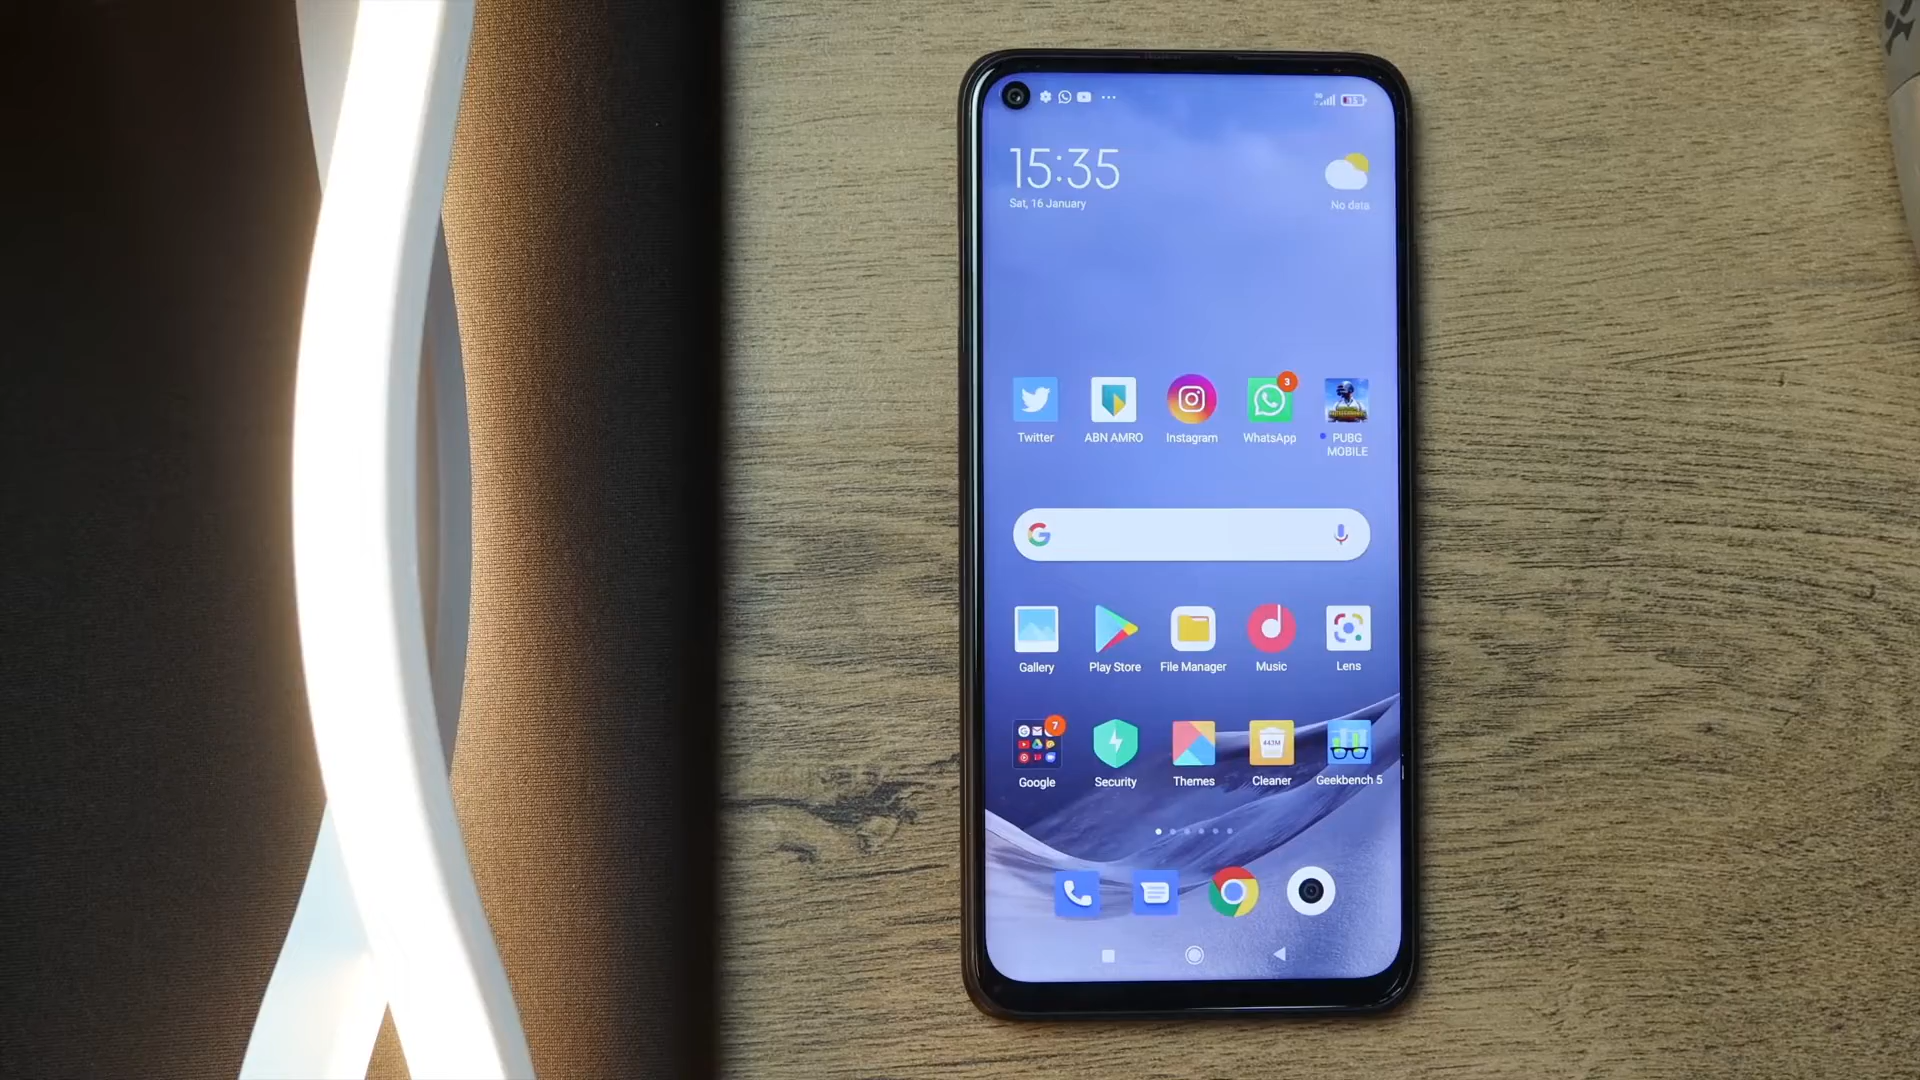 15:35
Sat, 16 January
No data
3
Twitter
ABN AMRO
Instagram
WhatsApp
PUBG
MOBILE
Gallery
Play Store
File Manager
Music
Lens
7
443M
Google
Security
Themes
Cleaner
Geekbench 5